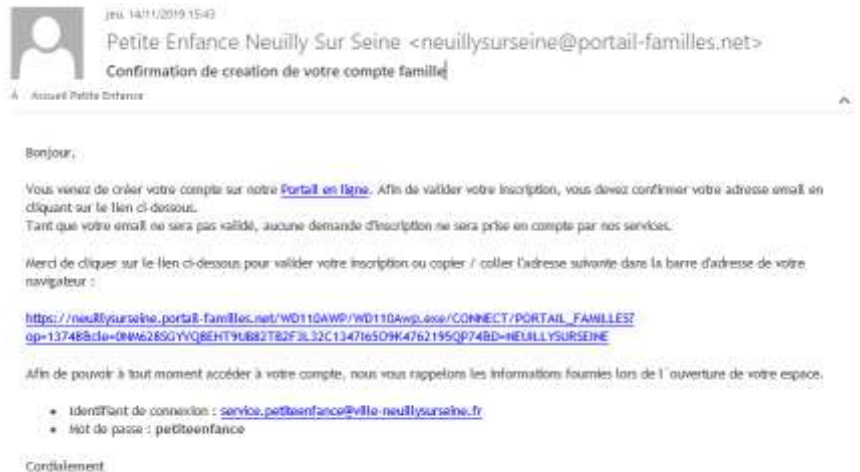 jeu. 14/11/2019 15:43
Petite Enfance Neuilly Sur Seine <neuillysurseine@portail-familles.net>
Confirmation de creation de votre compte famille
À Accueil Petite Enfance
Bonjour,
Vous venez de créer votre compte sur notre Portail en ligne. Afin de valider votre inscription, vous devez confirmer votre adresse email en
cliquant sur le lien ci-dessous.
Tant que votre email ne sera pas validé, aucune demande d'inscription ne sera prise en compte par nos services.
Merci de cliquer sur le lien ci-dessous pour valider votre inscription ou copier / coller l'adresse suivante dans la barre d'adresse de votre
navigateur :
https://neuillysurseine.portail-familles.net/WD110AWP/WD110Awp.exe/CONNECT/PORTAIL_FAMILLES?
Afin de pouvoir à tout moment accéder à votre compte, nous vous rappelons les informations fournies lors de l'ouverture de votre espace.
• Identifiant de connexion : service.petiteenfance@ville-neuillysurseine.fr
• Mot de passe : petiteenfance
Cordialement